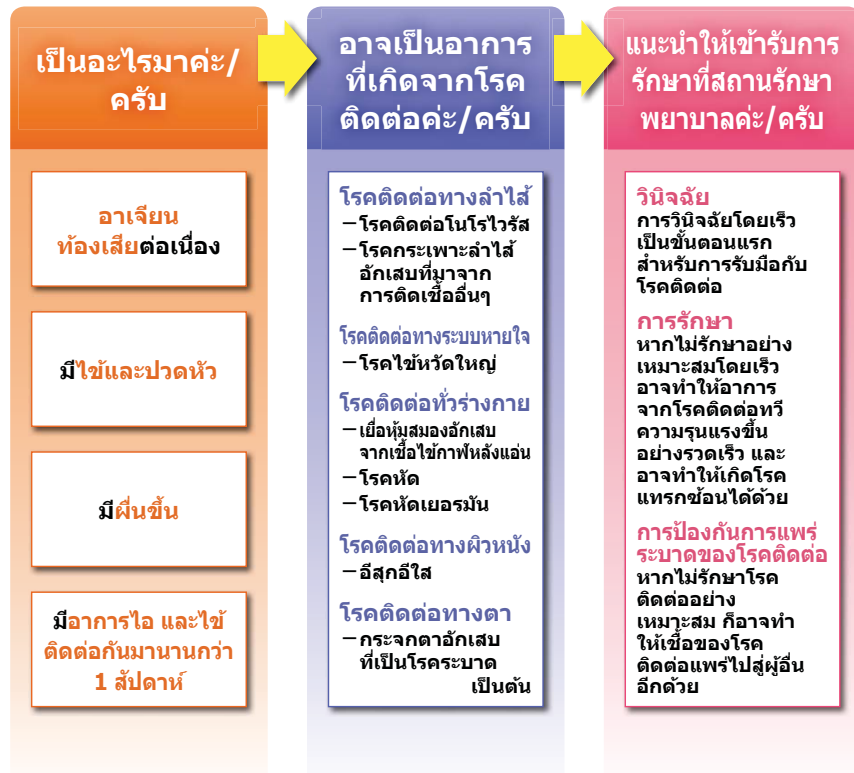 เป็นอะไรมาค่ะ/
ครับ
อาเจียน
ท้องเสียต่อเนื่อง
มีไข้และปวดหัว
มีผื่นขึ้น
มีอาการไอ และไข้
ติดต่อกันมานานกว่า
1 สัปดาห์
อาจเป็นอาการ
ที่เกิดจากโรค
ติดต่อค่ะ/ครับ
โรคติดต่อทางลำไส้
－โรคติดต่อโนโรไวรัส
－โรคกระเพาะลำไส้
อักเสบที่มาจาก
การติดเชื้ออื่นๆ
โรคติดต่อทางระบบหายใจ
－โรคไข้หวัดใหญ่
โรคติดต่อทั่วร่างกาย
－เยื่อหุ้มสมองอักเสบ
จากเชื้อไข้กาฬหลังแอ่น
－โรคหัด
－โรคหัดเยอรมัน
โรคติดต่อทางผิวหนัง
－อีสุกอีใส
โรคติดต่อทางตา
－กระจกตาอักเสบ
ที่เป็นโรคระบาด
เป็นต้น
แนะนำให้เข้ารับการ
รักษาที่สถานรักษา
พยาบาลค่ะ/ครับ
วินิจฉัย
การวินิจฉัยโดยเร็ว
เป็นขั้นตอนแรก
สำหรับการรับมือกับ
โรคติดต่อ
การรักษา
หากไม่รักษาอย่าง
เหมาะสมโดยเร็ว
อาจทำให้อาการ
จากโรคติดต่อทวี
ความรุนแรงขึ้น
อย่างรวดเร็ว และ
อาจทำให้เกิดโรค
แทรกซ้อนได้ด้วย
การป้องกันการแพร่
ระบาดของโรคติดต่อ
หากไม่รักษาโรค
ติดต่ออย่าง
เหมาะสม ก็อาจทำ
ให้เชื้อของโรค
ติดต่อแพร่ไปสู่ผู้อื่น
อีกด้วย